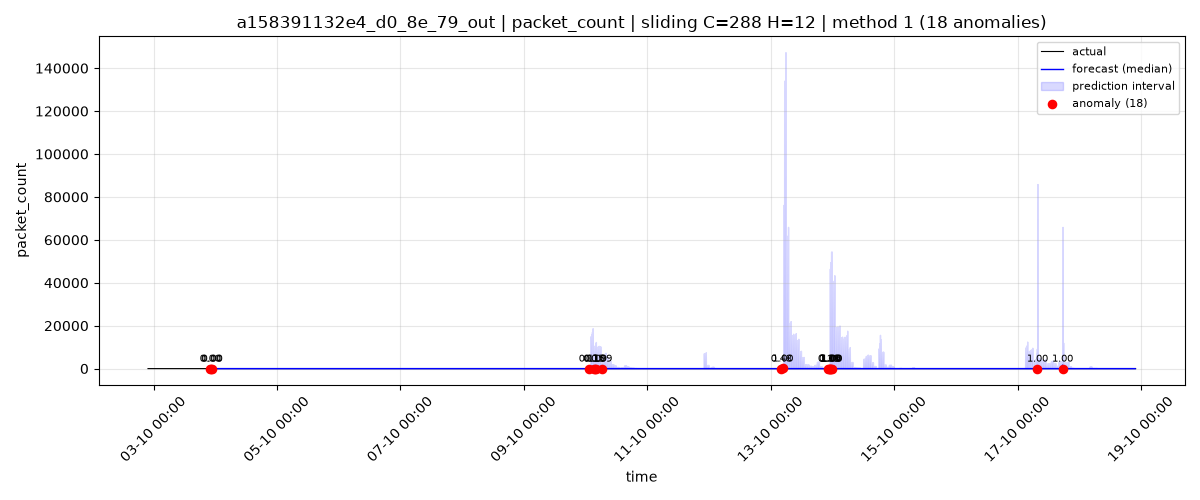 a158391132e4_d0_8e_79_out | packet_count | sliding C=288 H=12 | method 1 (18 anomalies)
actual
forecast (median)
prediction interval
anomaly (18)
packet_count
140000
120000
100000
80000
60000
40000
20000
0
1.00
1.00
03-10 00:00
05-10 00:00
07-10 00:00
09-10 00:00
11-10 00:00
13-10 00:00
15-10 00:00
17-10 00:00
19-10 00:00
time